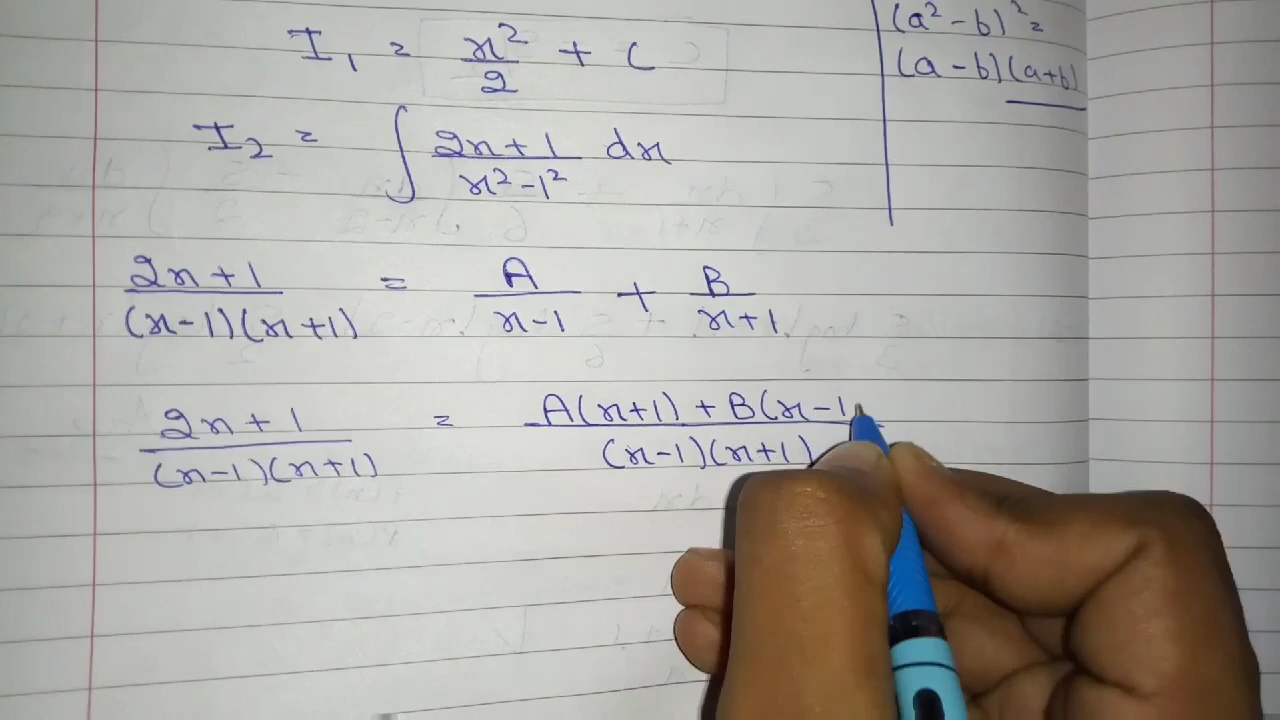 I₁ = x²/2 + C
(a² - b)² =
(a - b)(a+b)
I₂ = ∫ 2x+1/x²-1² dx
2x+1/(x-1)(x+1) = A/x-1 + B/x+1
2x+1/(x-1)(x+1) = A(x+1) + B(x-1/(x-1)(x+1)